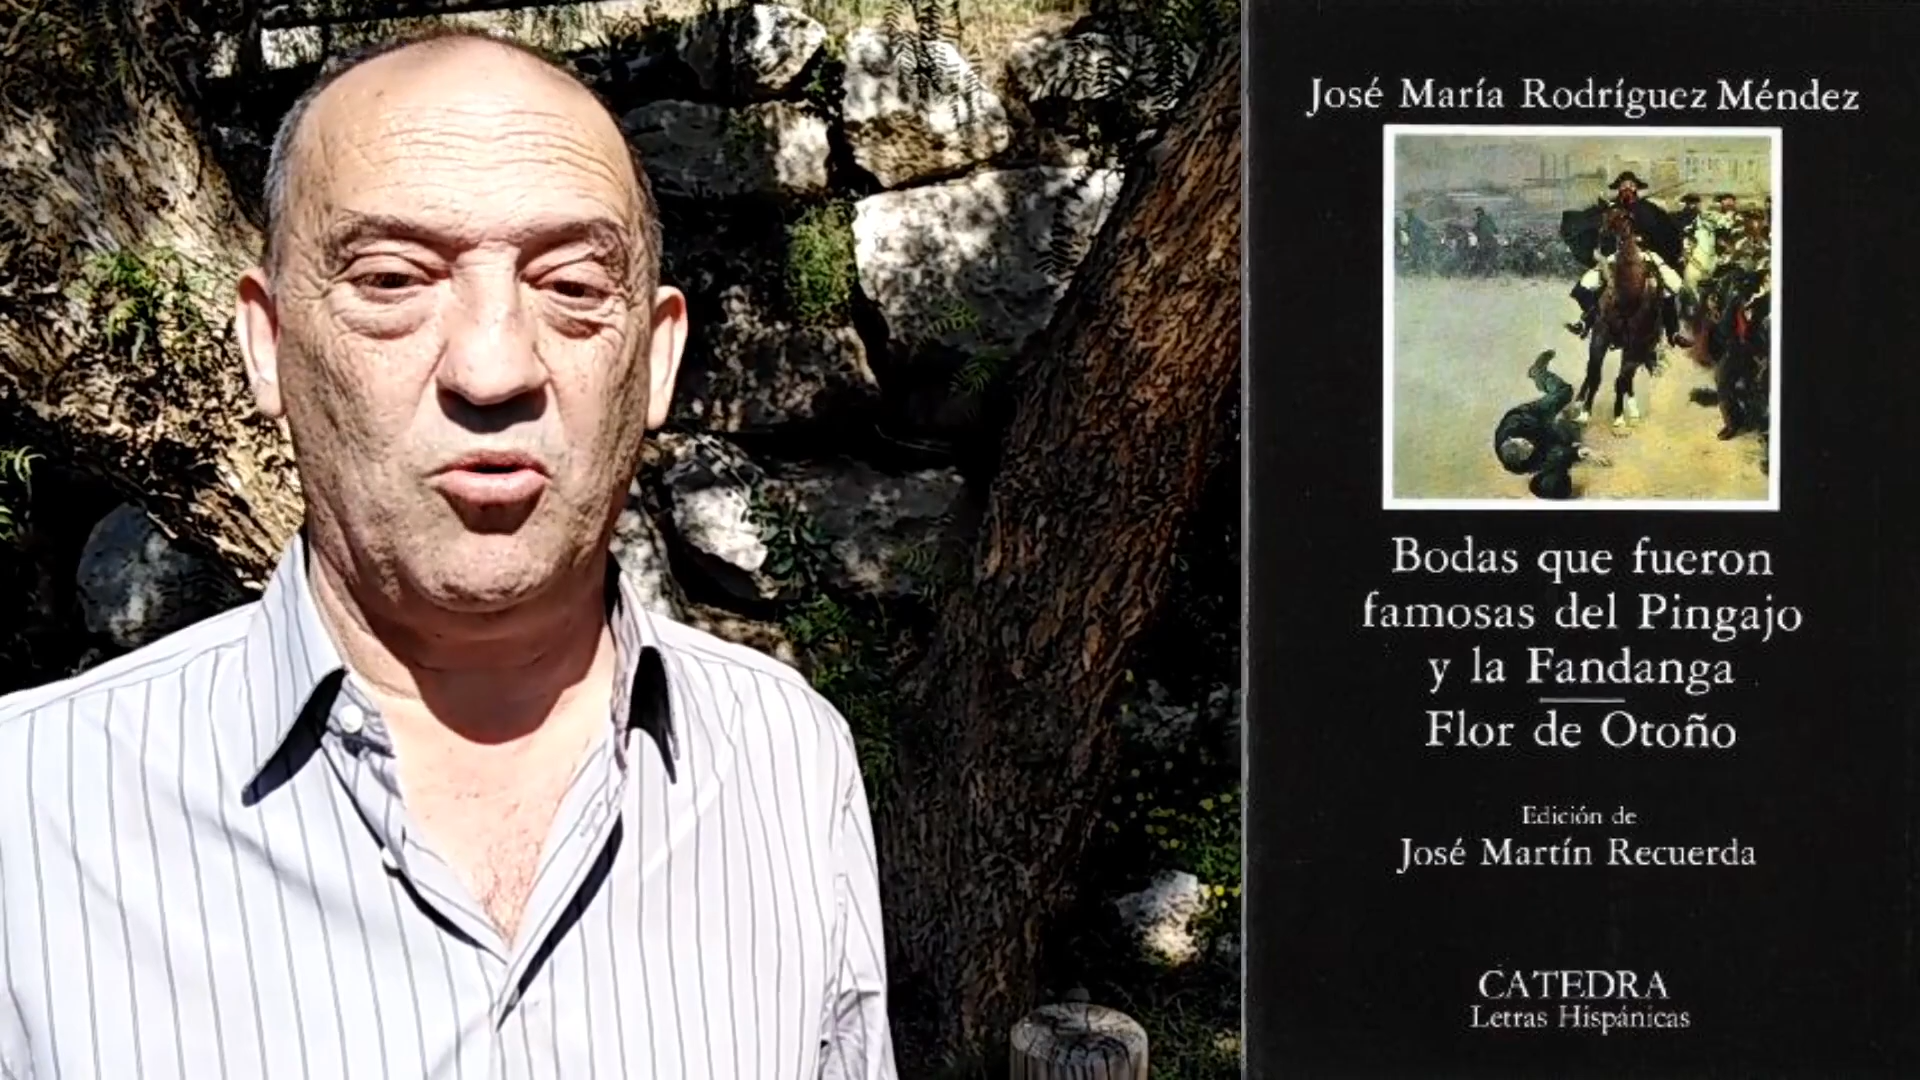 José María Rodríguez Méndez
Bodas que fueron
famosas del Pingajo
y la Fandanga
Flor de Otoño
Edición de
José Martín Recuerda
CATEDRA
Letras Hispánicas